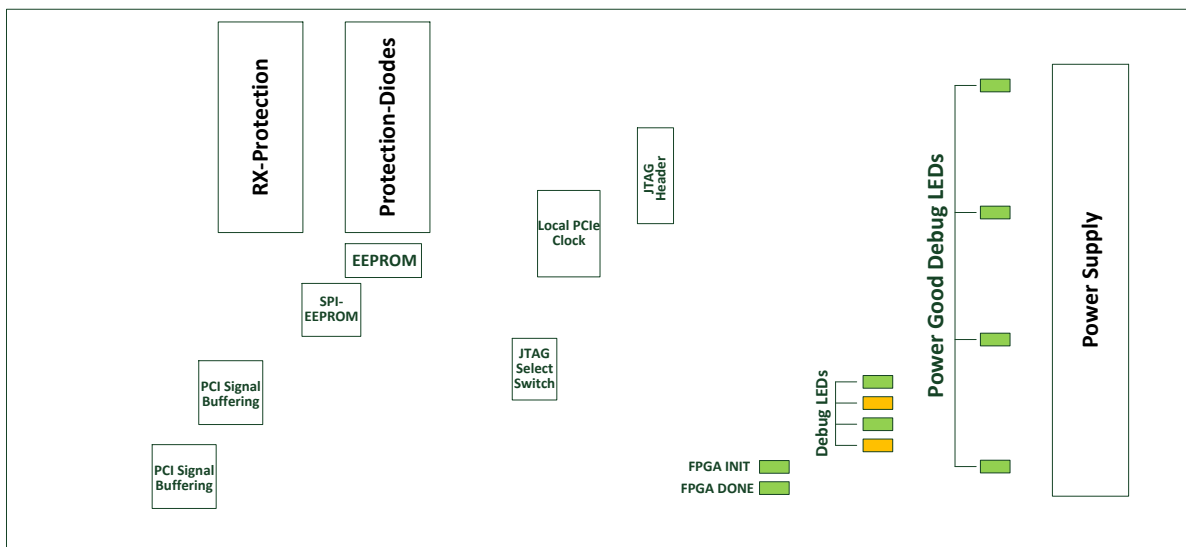 RX-Protection
Protection-Diodes
EEPROM
SPI-
EEPROM
PCI Signal
Buffering
PCI Signal
Buffering
Local PCIe
Clock
JTAG
Header
JTAG
Select
Switch
FPGA INIT
FPGA DONE
Debug LEDs
Power Good Debug LEDs
Power Supply